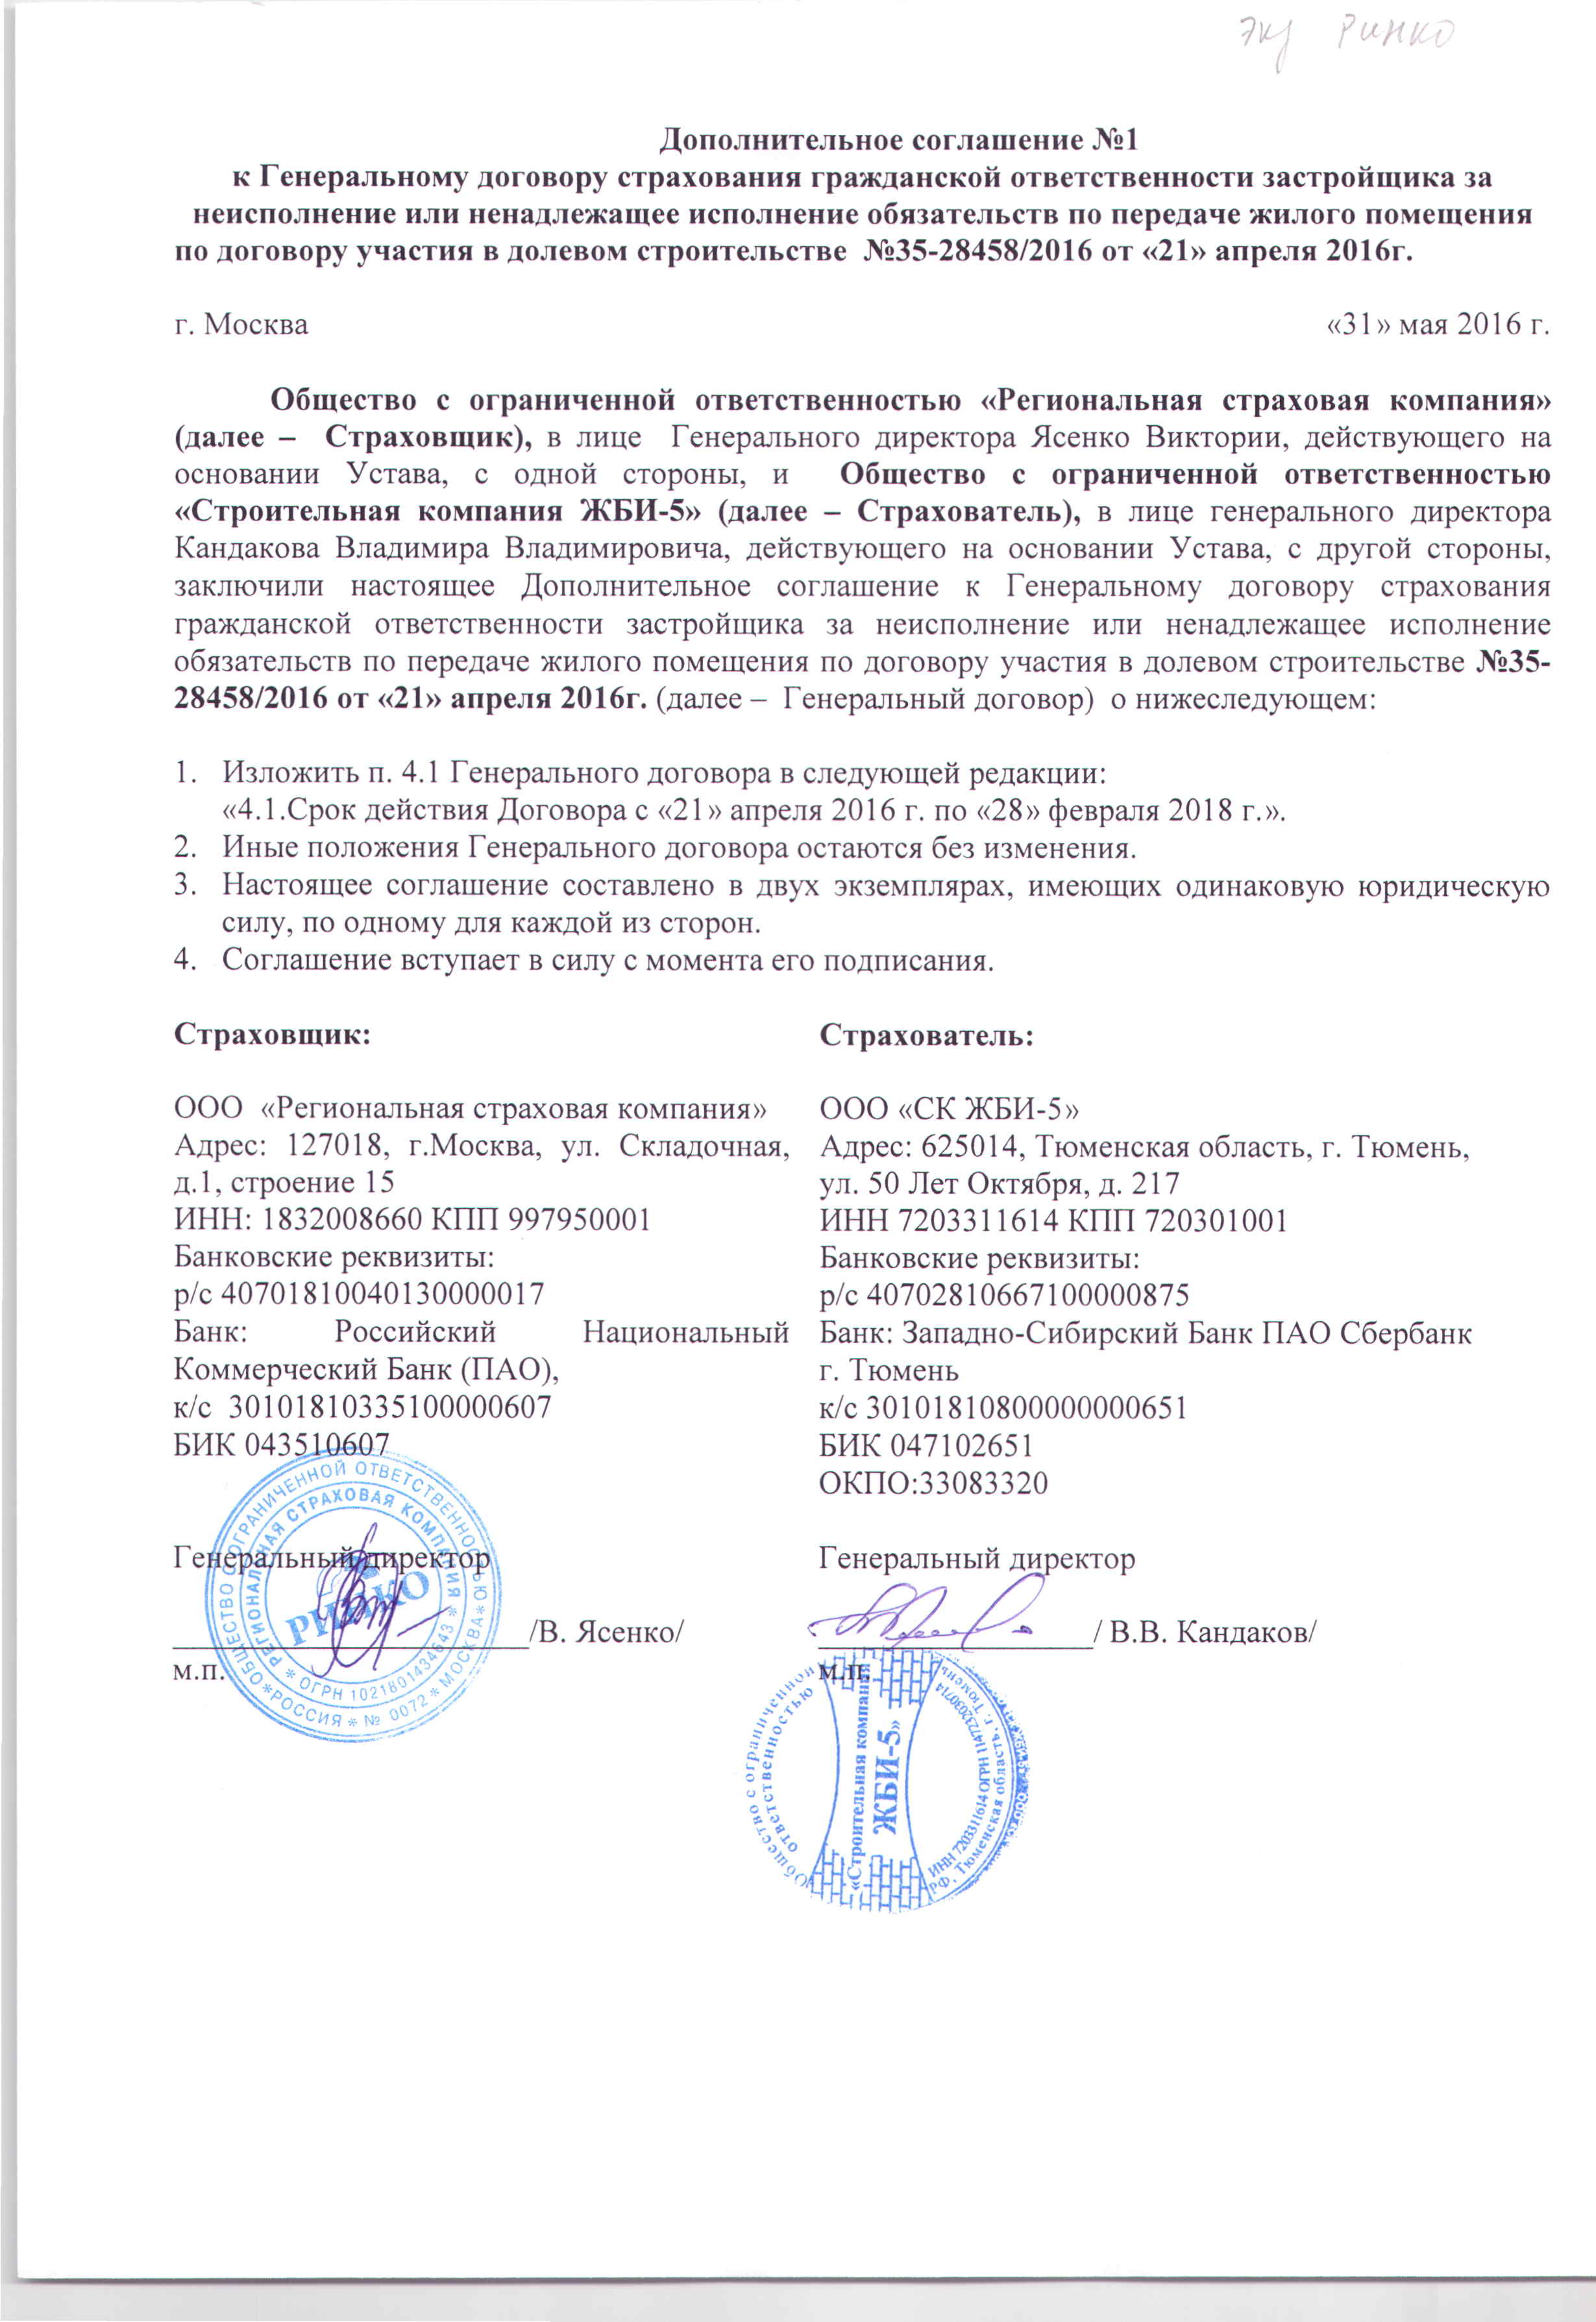 экз РИНКО
Дополнительное соглашение №1
к Генеральному договору страхования гражданской ответственности застройщика за
неисполнение или ненадлежащее исполнение обязательств по передаче жилого помещения
по договору участия в долевом строительстве №35-28458/2016 от «21» апреля 2016г.
г. Москва «31» мая 2016 г.
Общество с ограниченной ответственностью «Региональная страховая компания»
(далее – Страховщик), в лице Генерального директора Ясенко Виктории, действующего на
основании Устава, с одной стороны, и Общество с ограниченной ответственностью
«Строительная компания ЖБИ-5» (далее – Страхователь), в лице генерального директора
Кандакова Владимира Владимировича, действующего на основании Устава, с другой стороны,
заключили настоящее Дополнительное соглашение к Генеральному договору страхования
гражданской ответственности застройщика за неисполнение или ненадлежащее исполнение
обязательств по передаче жилого помещения по договору участия в долевом строительстве №35-
28458/2016 от «21» апреля 2016г. (далее – Генеральный договор) о нижеследующем:
1. Изложить п. 4.1 Генерального договора в следующей редакции:
«4.1.Срок действия Договора с «21» апреля 2016 г. по «28» февраля 2018 г.».
2. Иные положения Генерального договора остаются без изменения.
3. Настоящее соглашение составлено в двух экземплярах, имеющих одинаковую юридическую
силу, по одному для каждой из сторон.
4. Соглашение вступает в силу с момента его подписания.
Страховщик:
ООО «Региональная страховая компания»
Адрес: 127018, г.Москва, ул. Складочная,
д.1, строение 15
ИНН: 1832008660 КПП 997950001
Банковские реквизиты:
р/с 40701810040130000017
Банк: Российский Национальный
Коммерческий Банк (ПАО),
к/с 30101810335100000607
БИК 043510607
Генеральный директор
/В. Ясенко/
м.п.
ОБЩЕСТВО С ОГРАНИЧЕННОЙ ОТВЕТСТВЕННОСТЬЮ
РЕГИОНАЛЬНАЯ СТРАХОВАЯ КОМПАНИЯ
РИНКО
* ОГРН 1021801434643 *
*РОССИЯ * № 0072 * МОСКВА*
Страхователь:
ООО «СК ЖБИ-5»
Адрес: 625014, Тюменская область, г. Тюмень,
ул. 50 Лет Октября, д. 217
ИНН 7203311614 КПП 720301001
Банковские реквизиты:
р/с 40702810667100000875
Банк: Западно-Сибирский Банк ПАО Сбербанк
г. Тюмень
к/с 30101810800000000651
БИК 047102651
ОКПО:33083320
Генеральный директор
/ В.В. Кандаков/
м.п.
Общество с ограниченной
ответственностью
«Строительная компания
ЖБИ-5»
ИНН 7203311614 ОГРН 1147232030714
РФ, Тюменская область, г. Тюмень